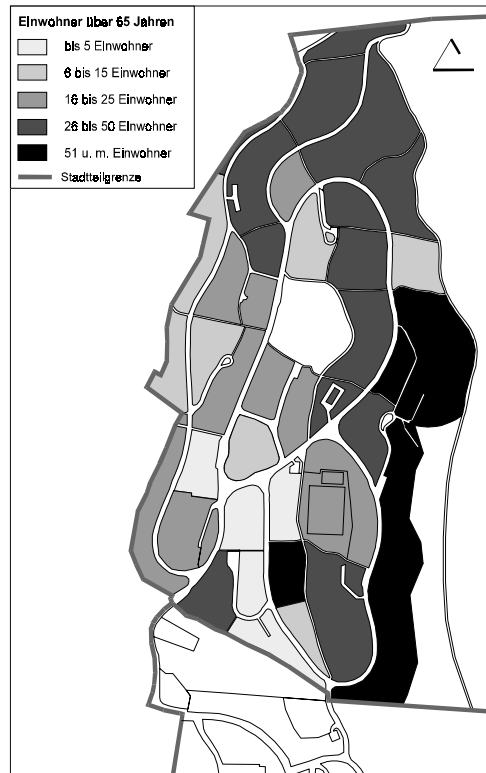 Einwohner über 65 Jahren
bis 5 Einwohner
6 bis 15 Einwohner
16 bis 25 Einwohner
26 bis 50 Einwohner
51 u. m. Einwohner
Stadtteilgrenze